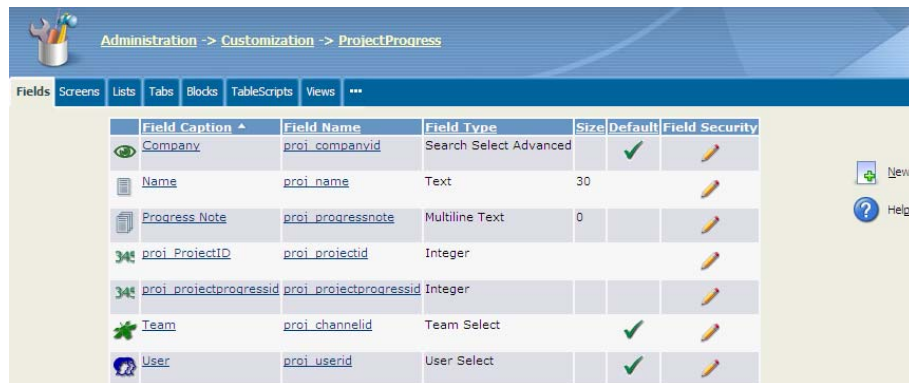 Administration -> Customization -> ProjectProgress
Fields Screens Lists Tabs Blocks TableScripts Views ...
Field Caption Field Name Field Type Size Default Field Security
Company proj_companyid Search Select Advanced
Name proj_name Text 30
Progress Note proj_progressnote Multiline Text 0
proj_ProjectID proj_projectid Integer
proj_projectprogressid proj_projectprogressid Integer
Team proj_channelid Team Select
User proj_userid User Select
New
Help